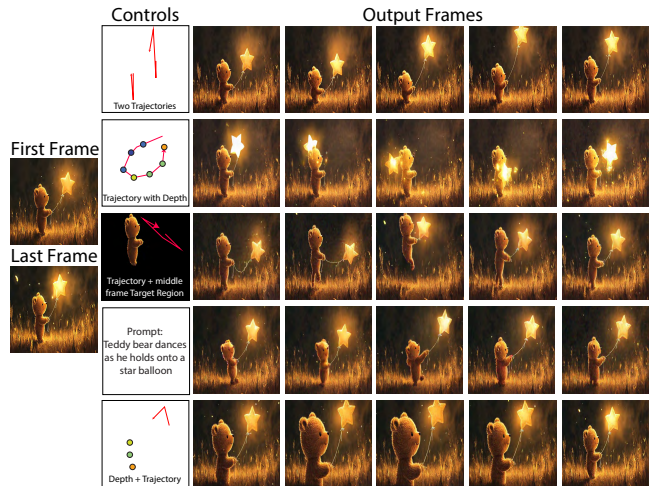 Controls
Output Frames
Two Trajectories
First Frame
Trajectory with Depth
Last Frame
Trajectory + middle
frame Target Region
Prompt:
Teddy bear dances
as he holds onto a
star balloon
Depth + Trajectory